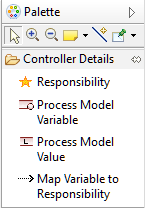 Palette
Controller Details
Responsibility
Process Model
Variable
L
Process Model
Value
Map Variable to
Responsibility